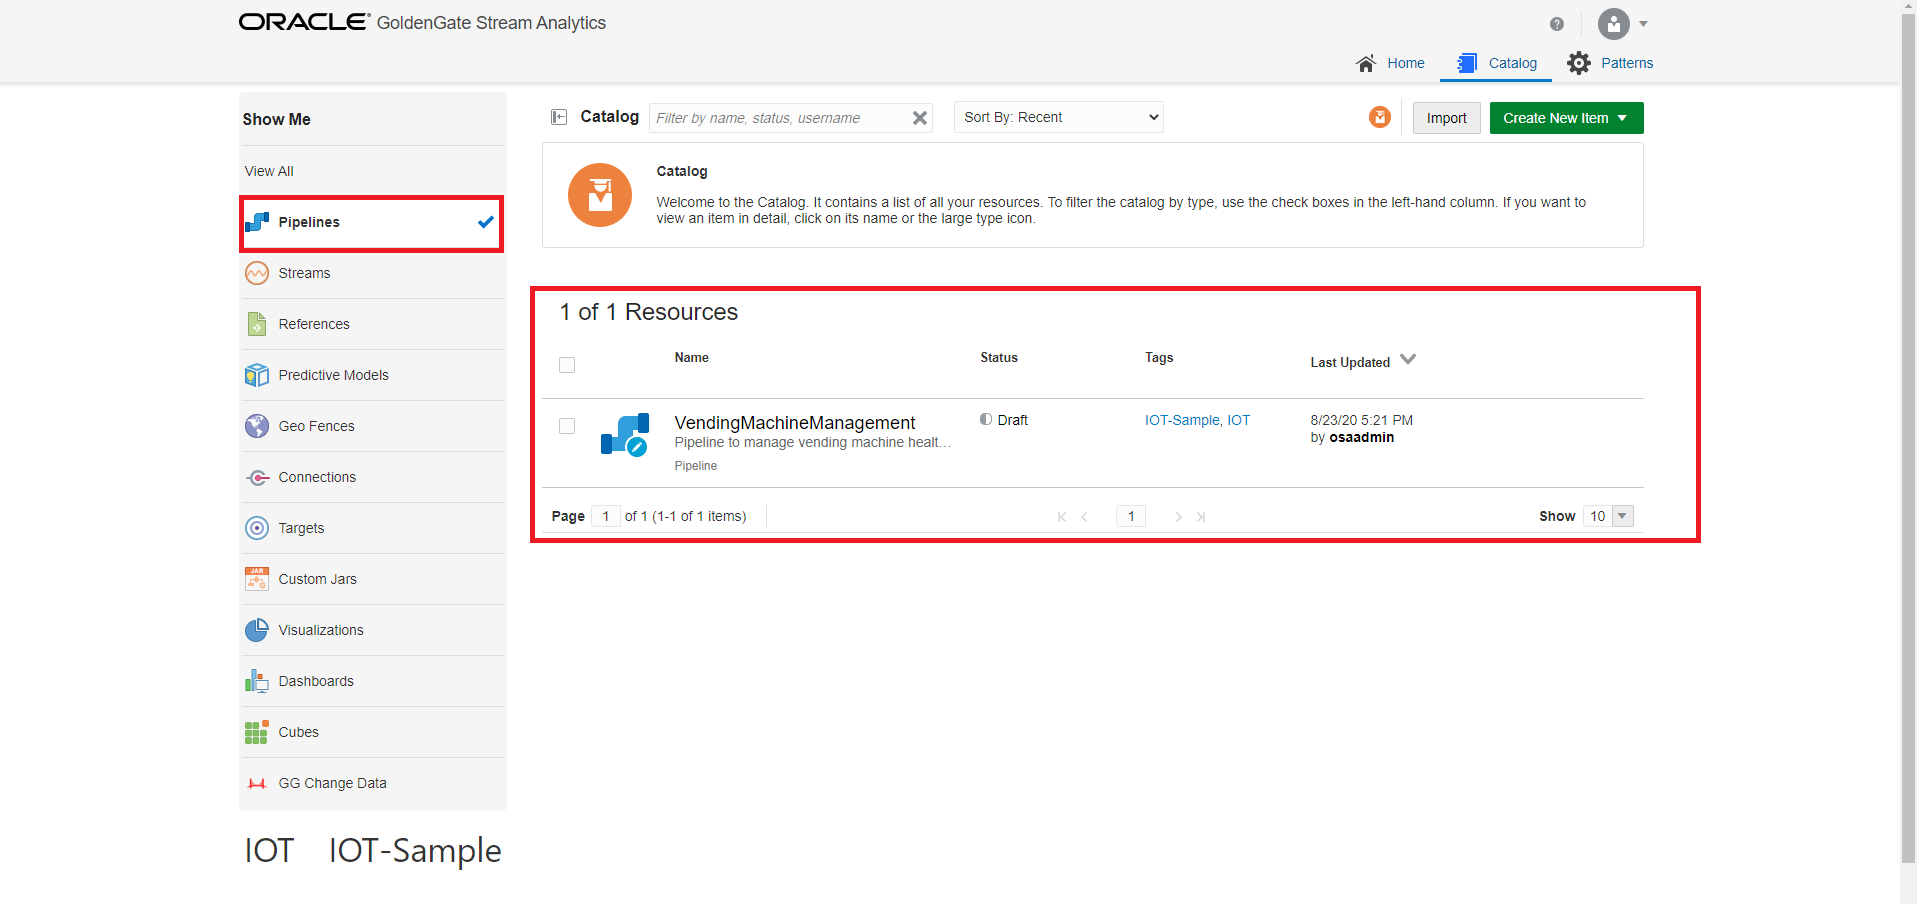 ORACLE® GoldenGate Stream Analytics
?
Home
Catalog
Patterns
Show Me
View All
Pipelines
Streams
References
Predictive Models
Geo Fences
Connections
Targets
JAR
Custom Jars
Visualizations
Dashboards
Cubes
GG Change Data
IOT IOT-Sample
Catalog
Filter by name, status, username
Sort By: Recent
Import
Create New Item
Catalog
Welcome to the Catalog. It contains a list of all your resources. To filter the catalog by type, use the check boxes in the left-hand column. If you want to
view an item in detail, click on its name or the large type icon.
1 of 1 Resources
Name Status Tags Last Updated
VendingMachineManagement Draft IOT-Sample, IOT 8/23/20 5:21 PM
Pipeline to manage vending machine healt... by osaadmin
Pipeline
Page 1 of 1 (1-1 of 1 items) 1 Show 10